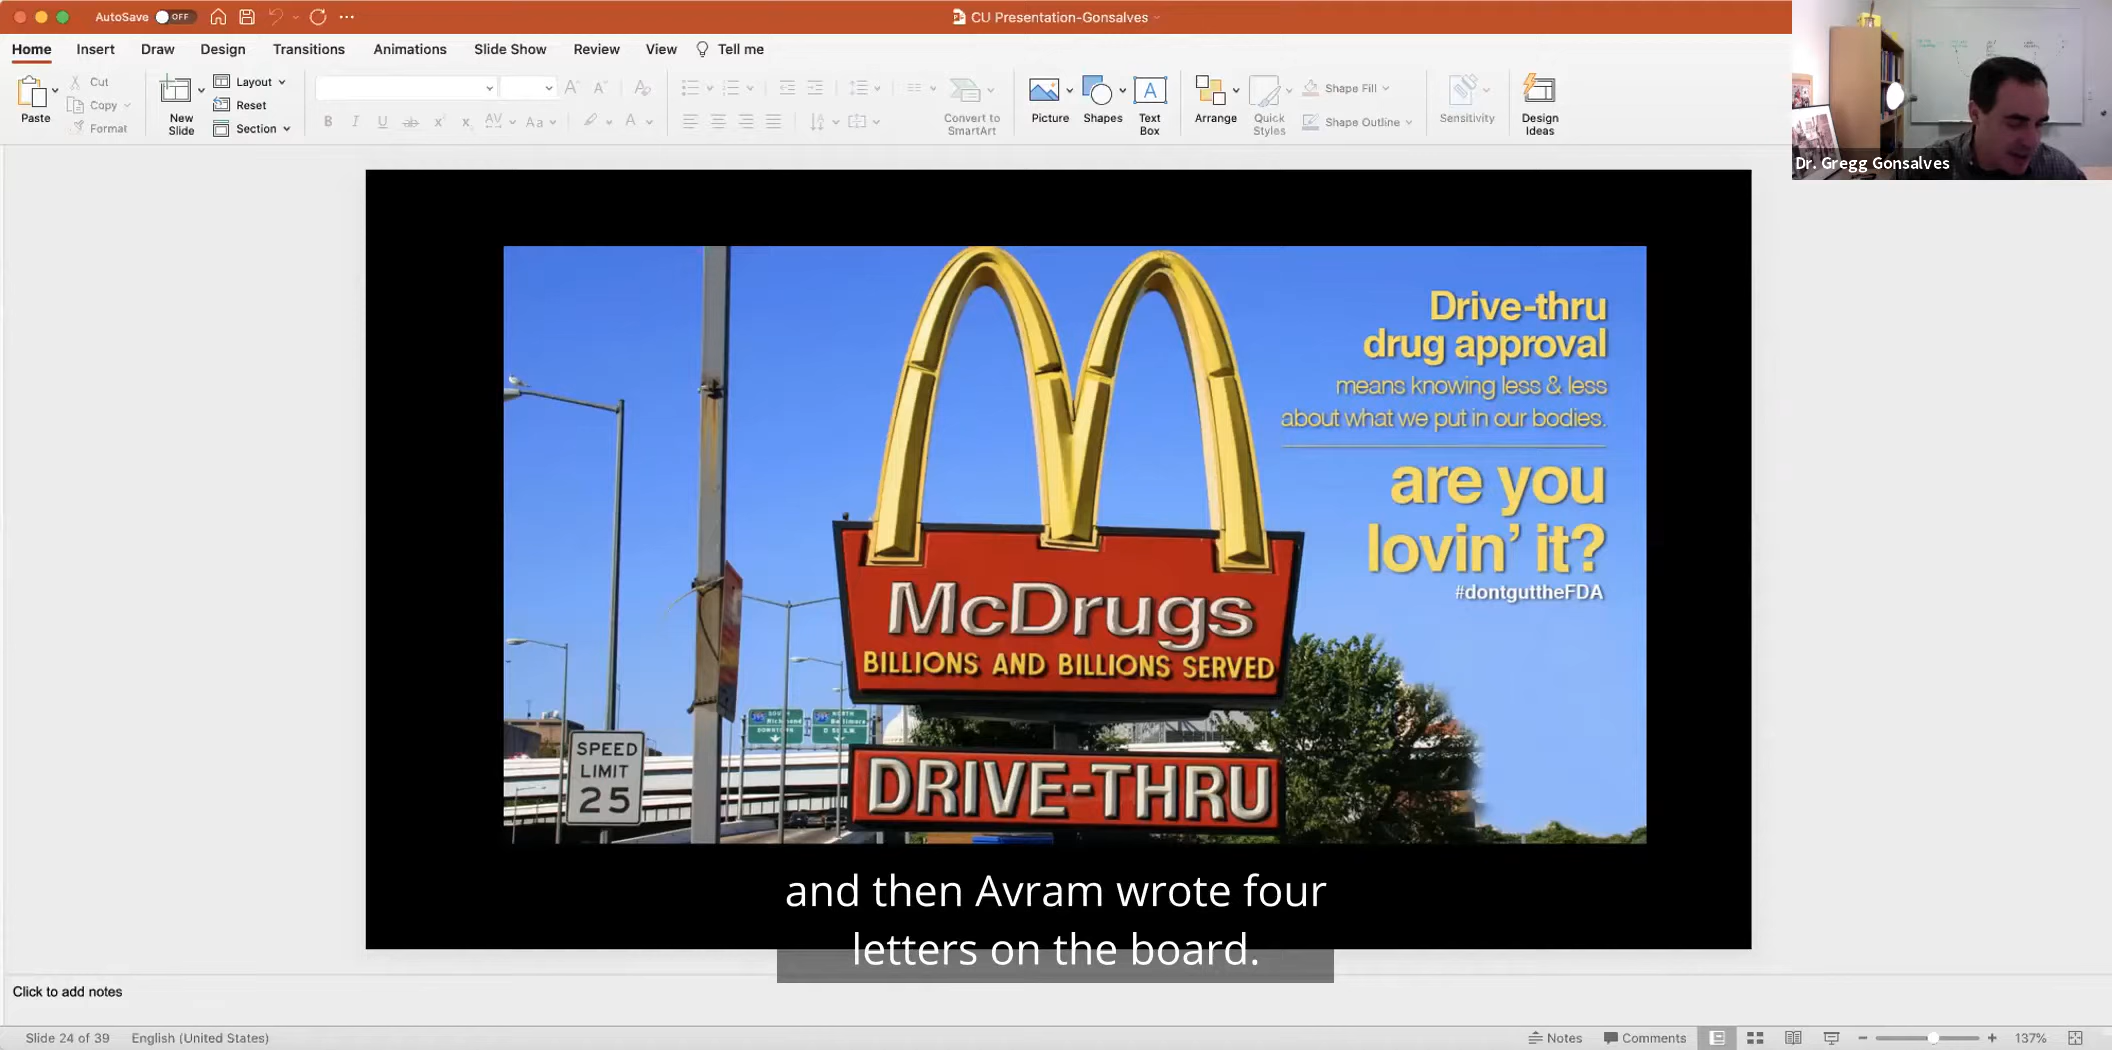 AutoSave OFF
CU Presentation-Gonsalves
Home Insert Draw Design Transitions Animations Slide Show Review View Tell me
Paste
Cut
Copy
Format
New
Slide
Layout
Reset
Section
Convert to
SmartArt
Picture
Shapes
Text
Box
Arrange
Quick
Styles
Shape Fill
Shape Outline
Sensitivity
Design
Ideas
Dr. Gregg Gonsalves
Drive-thru
drug approval
means knowing less & less
about what we put in our bodies.
are you
lovin’ it?
#dontguttheFDA
McDrugs
BILLIONS AND BILLIONS SERVED
SOUTH
Richmond
DOWNTOWN
NORTH
Baltimore
SPEED
LIMIT
25
DRIVE-THRU
and then Avram wrote four
letters on the board.
Click to add notes
Slide 24 of 39 English (United States) Notes Comments 137%